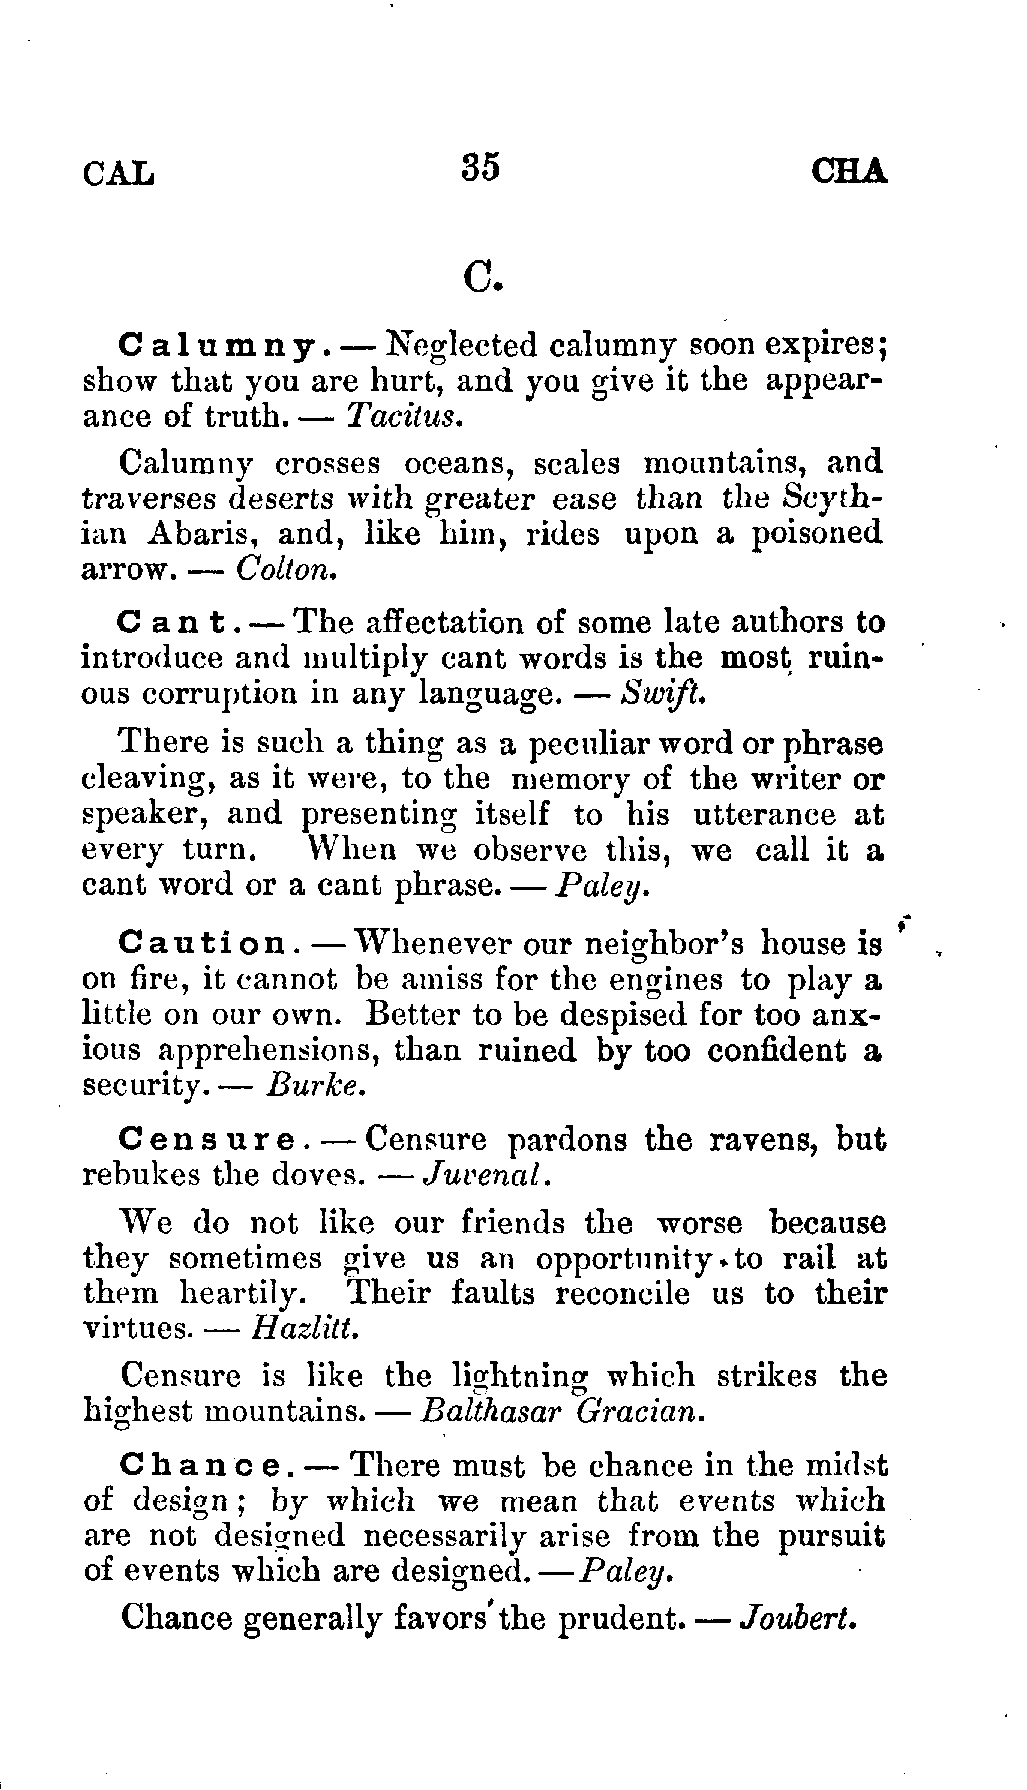 CAL 35 CHA
C.
Calumny. — Neglected calumny soon expires;
show that you are hurt, and you give it the appear-
ance of truth. — Tacitus.
Calumny crosses oceans, scales mountains, and
traverses deserts with greater ease than the Scyth-
ian Abaris, and, like him, rides upon a poisoned
arrow. — Colton.
Cant. — The affectation of some late authors to
introduce and multiply cant words is the most ruin-
ous corruption in any language. — Swift.
There is such a thing as a peculiar word or phrase
cleaving, as it were, to the memory of the writer or
speaker, and presenting itself to his utterance at
every turn. When we observe this, we call it a
cant word or a cant phrase. — Paley.
Caution. — Whenever our neighbor's house is
on fire, it cannot be amiss for the engines to play a
little on our own. Better to be despised for too anx-
ious apprehensions, than ruined by too confident a
security. — Burke.
Censure. — Censure pardons the ravens, but
rebukes the doves. — Juvenal.
We do not like our friends the worse because
they sometimes give us an opportunity to rail at
them heartily. Their faults reconcile us to their
virtues. — Hazlitt.
Censure is like the lightning which strikes the
highest mountains. — Balthasar Gracian.
Chance. — There must be chance in the midst
of design; by which we mean that events which
are not designed necessarily arise from the pursuit
of events which are designed. — Paley.
Chance generally favors the prudent. — Joubert.